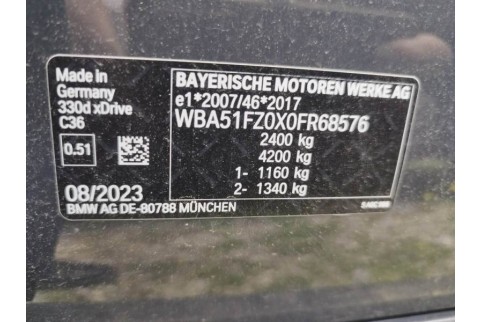 Made in
Germany
330d xDrive
C36
0.51
08/2023
BAYERISCHE MOTOREN WERKE AG
e1*2007/46*2017
WBA51FZ0X0FR68576
2400 kg
4200 kg
1- 1160 kg
2- 1340 kg
BMW AG DE-80788 MÜNCHEN